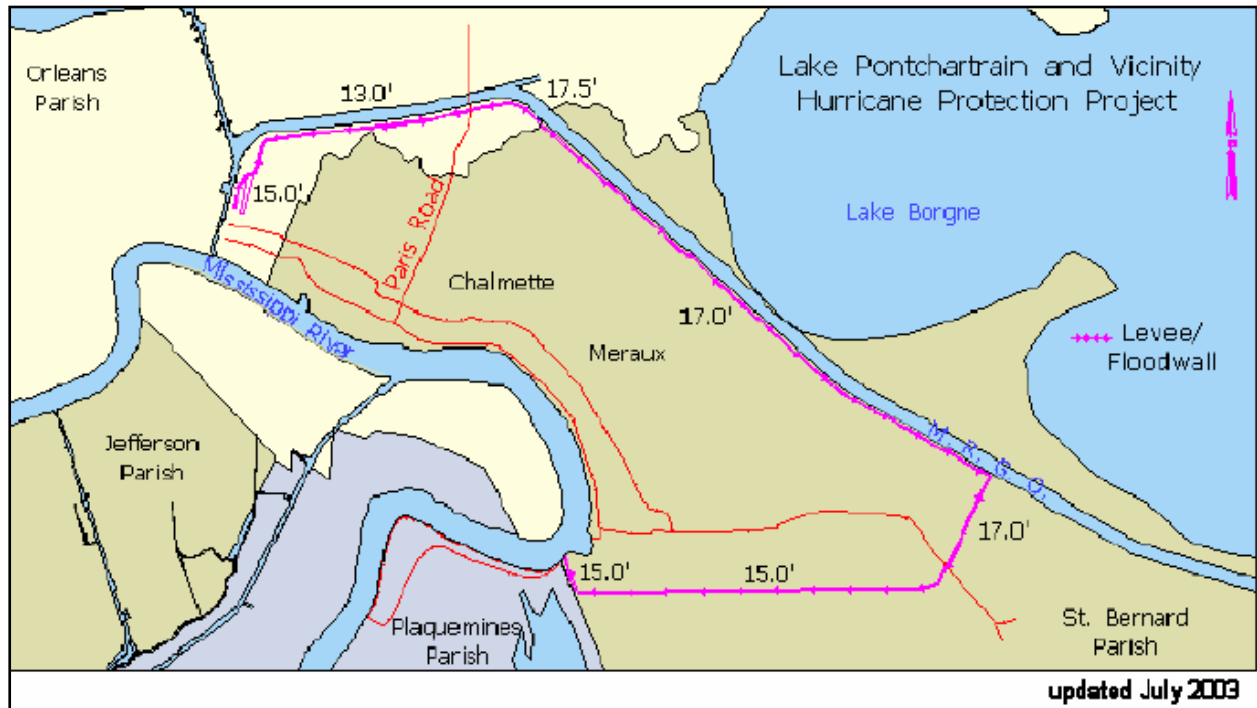 Orleans
Parish
13.0'
17.5'
Lake Pontchartrain and Vicinity
Hurricane Protection Project
15.0'
Paris Road
Lake Borgne
Mississippi River
Chalmette
17.0'
Levee/
Floodwall
Meraux
Jefferson
Parish
M. R. G. O.
17.0'
15.0'
15.0'
Plaquemines
Parish
St. Bernard
Parish
updated July 2003